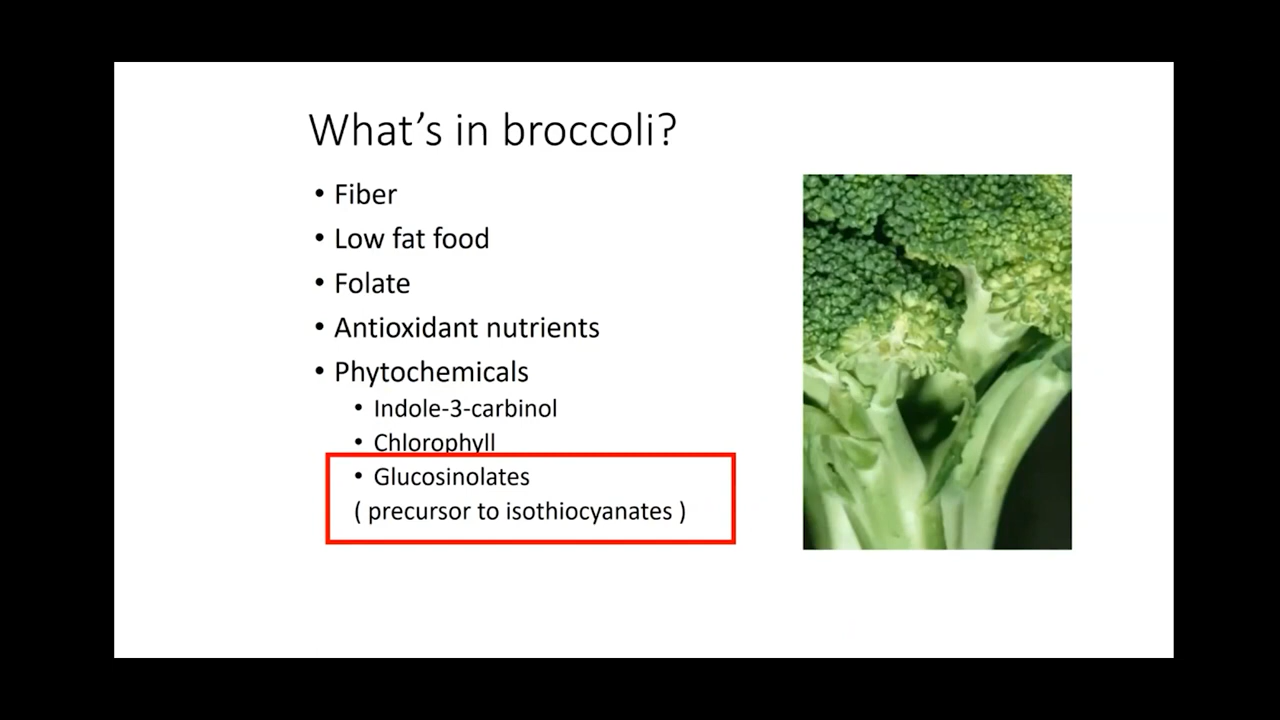 What’s in broccoli?
• Fiber
• Low fat food
• Folate
• Antioxidant nutrients
• Phytochemicals
• Indole-3-carbinol
• Chlorophyll
• Glucosinolates
( precursor to isothiocyanates )